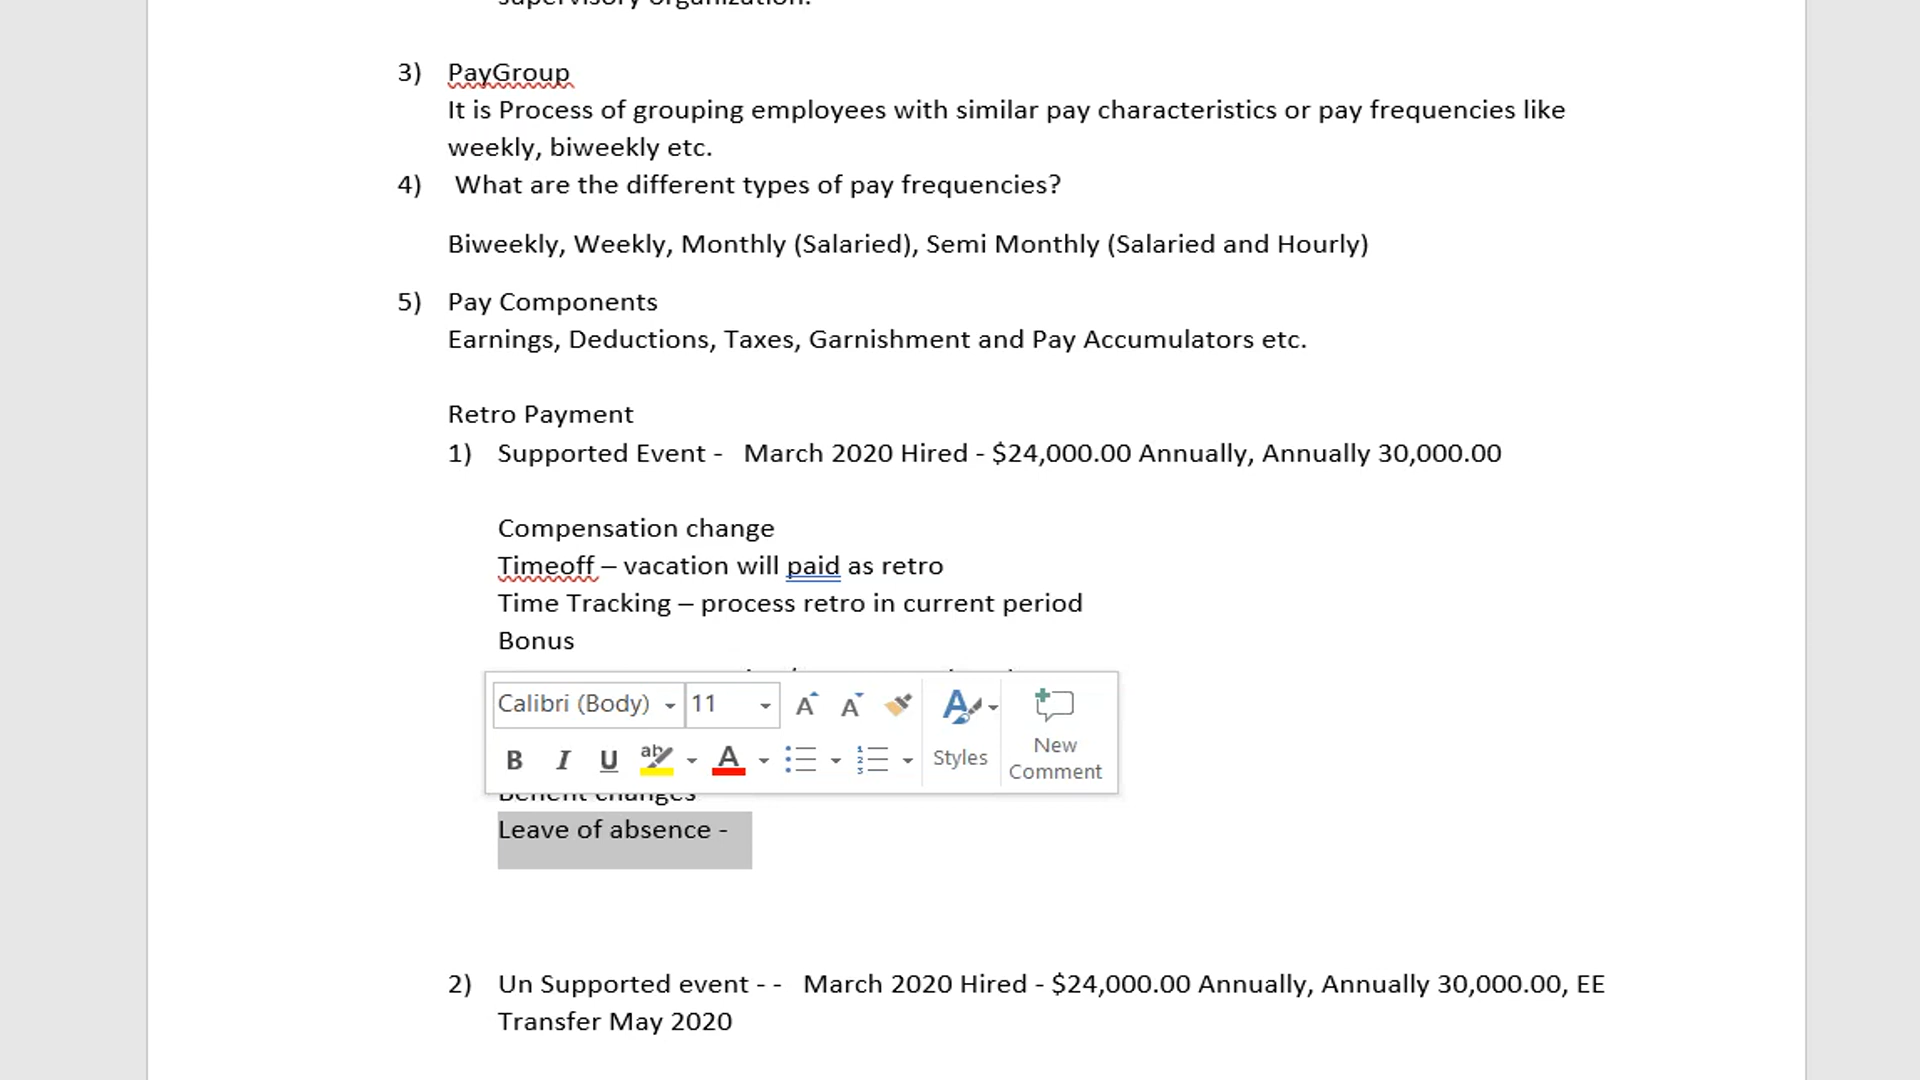 supervisory organization.
3) PayGroup
It is Process of grouping employees with similar pay characteristics or pay frequencies like
weekly, biweekly etc.
4) What are the different types of pay frequencies?
Biweekly, Weekly, Monthly (Salaried), Semi Monthly (Salaried and Hourly)
5) Pay Components
Earnings, Deductions, Taxes, Garnishment and Pay Accumulators etc.
Retro Payment
1) Supported Event - March 2020 Hired - $24,000.00 Annually, Annually 30,000.00
Compensation change
Timeoff – vacation will paid as retro
Time Tracking – process retro in current period
Bonus
Calibri (Body) 11 A A
B I U ab A Styles New
Comment
Benefit changes
Leave of absence -
2) Un Supported event - - March 2020 Hired - $24,000.00 Annually, Annually 30,000.00, EE
Transfer May 2020